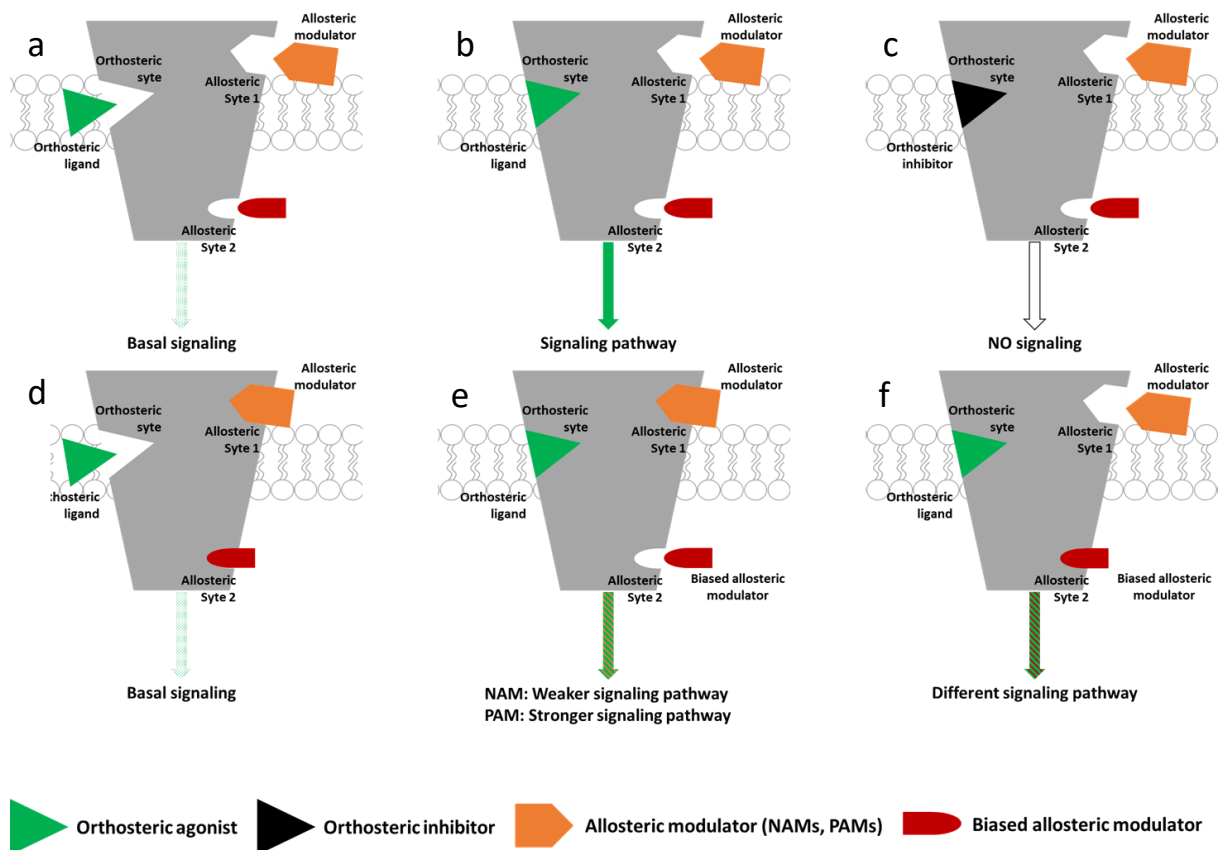 a
Allosteric
modulator
Orthosteric
syte
Allosteric
Syte 1
Orthosteric
ligand
Allosteric
Syte 2
Basal signaling
b
Allosteric
modulator
Orthosteric
syte
Allosteric
Syte 1
Orthosteric
ligand
Allosteric
Syte 2
Signaling pathway
c
Allosteric
modulator
Orthosteric
syte
Allosteric
Syte 1
Orthosteric
inhibitor
Allosteric
Syte 2
NO signaling
d
Allosteric
modulator
Orthosteric
syte
Allosteric
Syte 1
hosteric
ligand
Allosteric
Syte 2
Basal signaling
e
Allosteric
modulator
Orthosteric
syte
Allosteric
Syte 1
Orthosteric
ligand
Allosteric
Syte 2
Biased allosteric
modulator
NAM: Weaker signaling pathway
PAM: Stronger signaling pathway
f
Allosteric
modulator
Orthosteric
syte
Allosteric
Syte 1
Orthosteric
ligand
Allosteric
Syte 2
Biased allosteric
modulator
Different signaling pathway
Orthosteric agonist
Orthosteric inhibitor
Allosteric modulator (NAMs, PAMs)
Biased allosteric modulator